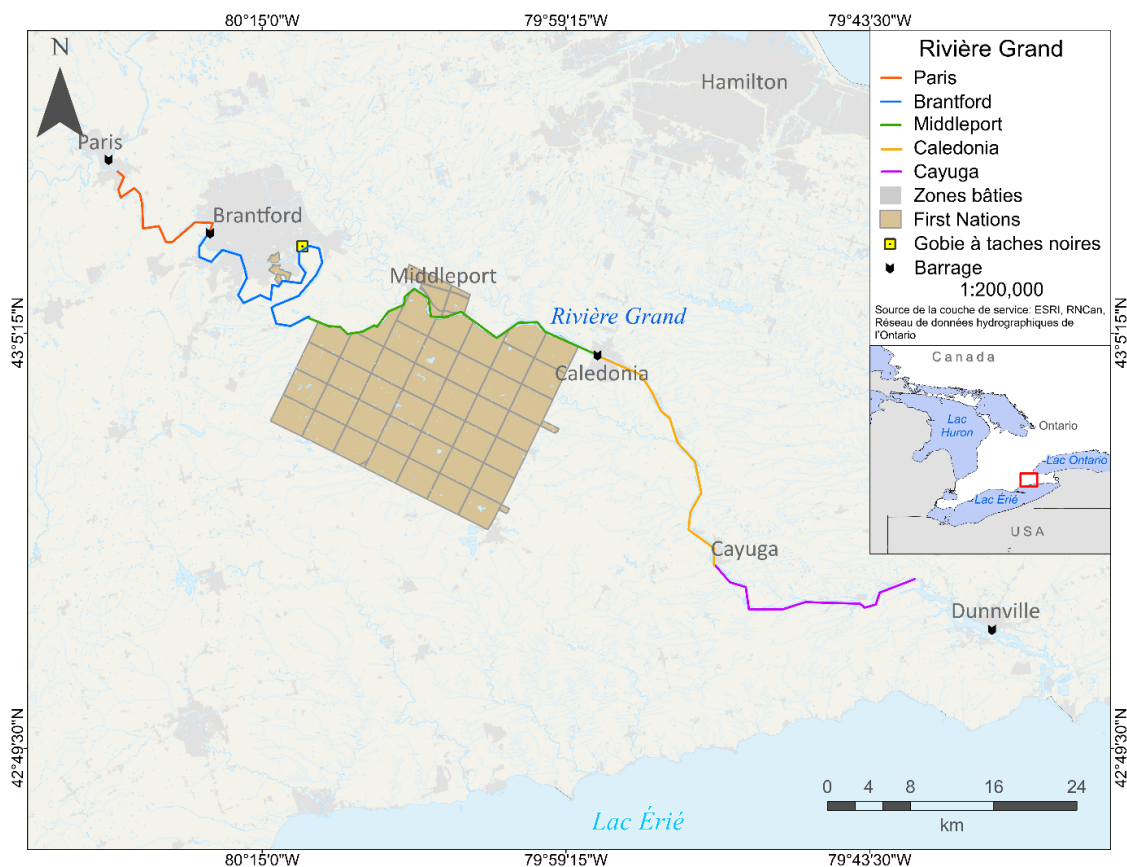 80°15'0"W
79°59'15"W
79°43'30"W
N
Hamilton
Paris
Brantford
Middleport
Rivière Grand
Caledonia
Cayuga
Dunnville
Lac Érié
43°5'15"N
42°49'30"N
43°5'15"N
42°49'30"N
Rivière Grand
Paris
Brantford
Middleport
Caledonia
Cayuga
Zones bâties
First Nations
Gobie à taches noires
Barrage
1:200,000
Source de la couche de service: ESRI, RNCan,
Réseau de données hydrographiques de
l'Ontario
Canada
Lac
Huron
Ontario
Lac Ontario
Lac Érié
USA
0 4 8 16 24
km
80°15'0"W
79°59'15"W
79°43'30"W